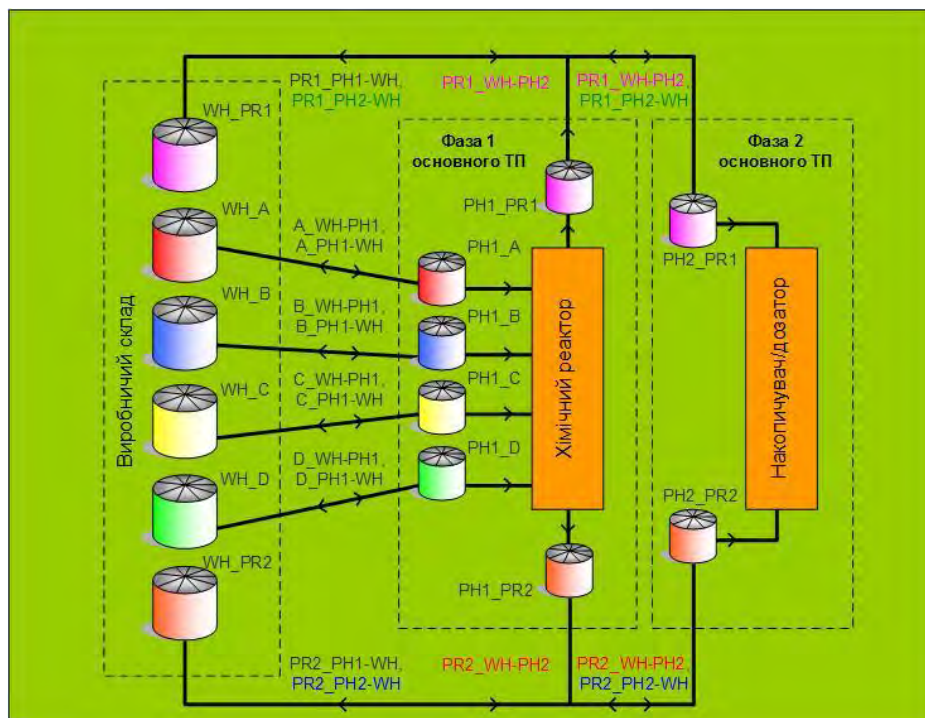 PR1_PH1-WH,
PR1_PH2-WH
PR1_WH-PH2
PR1_WH-PH2,
PR1_PH2-WH
Виробничий склад
WH_PR1
WH_A
WH_B
WH_C
WH_D
WH_PR2
A_WH-PH1,
A_PH1-WH
B_WH-PH1,
B_PH1-WH
C_WH-PH1,
C_PH1-WH
D_WH-PH1,
D_PH1-WH
Фаза 1
основного ТП
PH1_PR1
PH1_A
PH1_B
PH1_C
PH1_D
Хімічний реактор
PH1_PR2
Фаза 2
основного ТП
PH2_PR1
Накопичувач/дозатор
PH2_PR2
PR2_PH1-WH,
PR2_PH2-WH
PR2_WH-PH2
PR2_WH-PH2,
PR2_PH2-WH